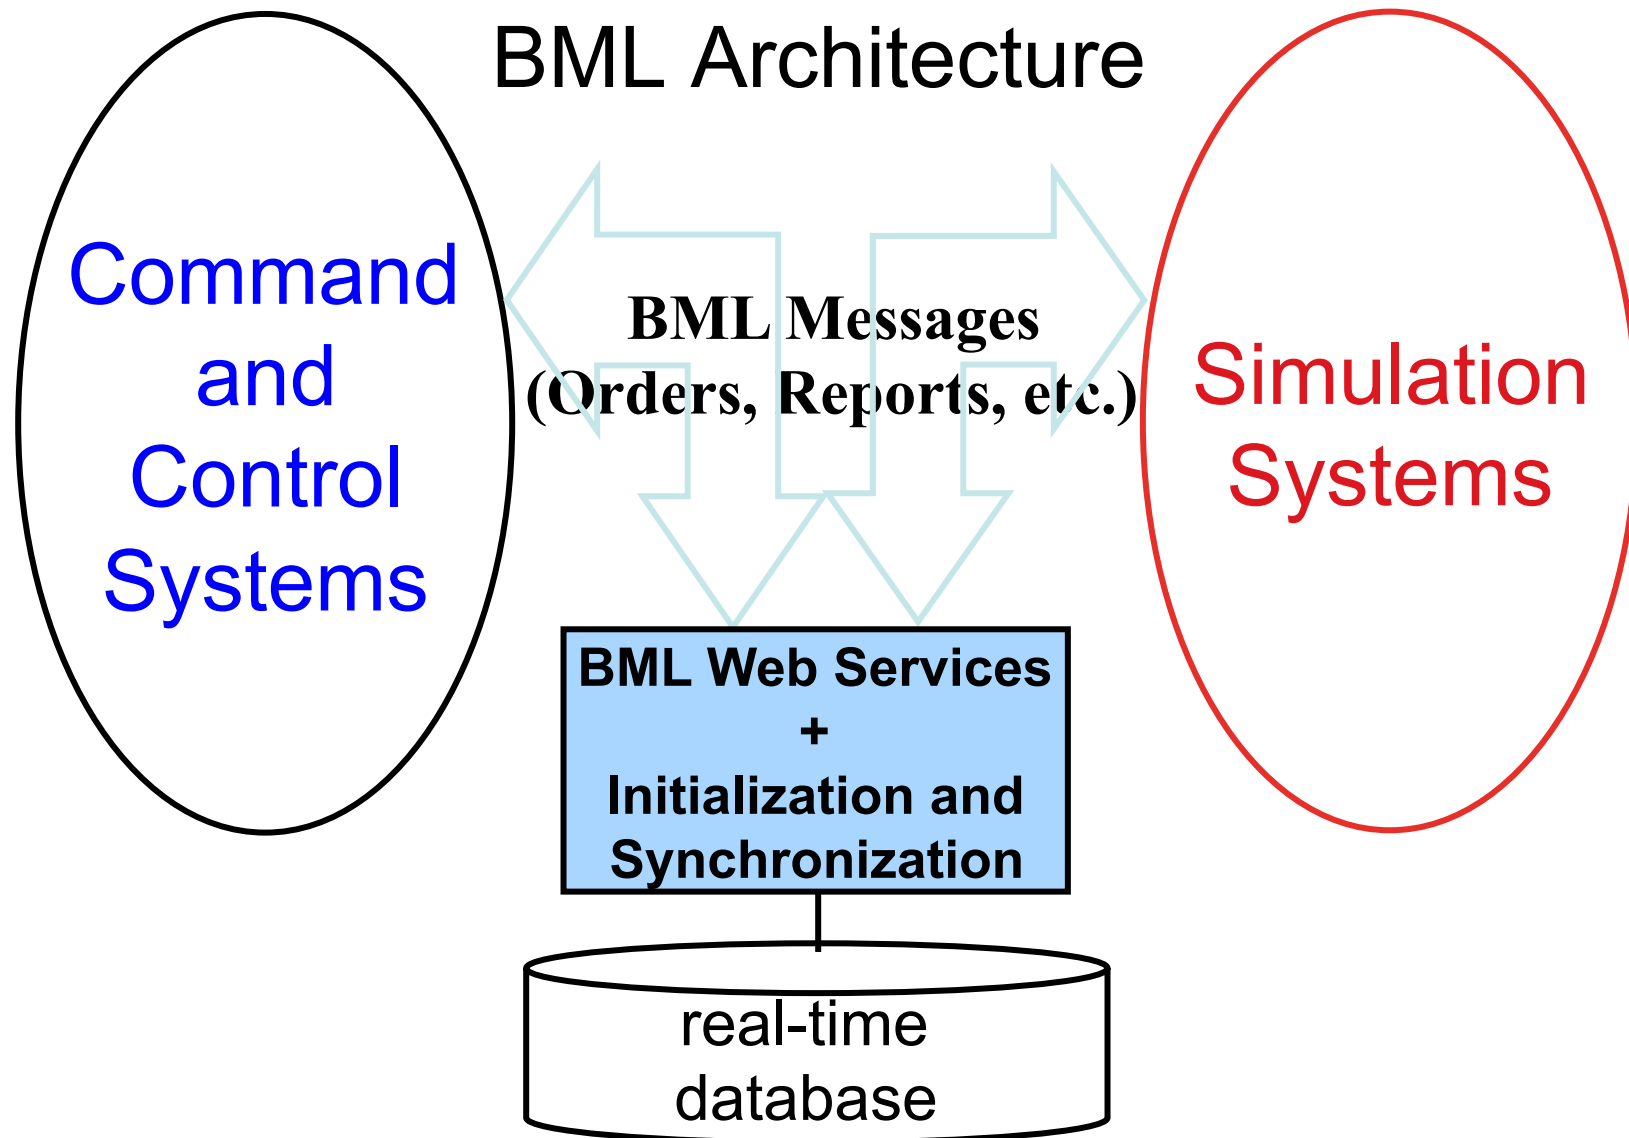 BML Architecture
Command
and
Control
Systems
BML Messages
(Orders, Reports, etc.)
Simulation
Systems
BML Web Services
+
Initialization and
Synchronization
real-time
database